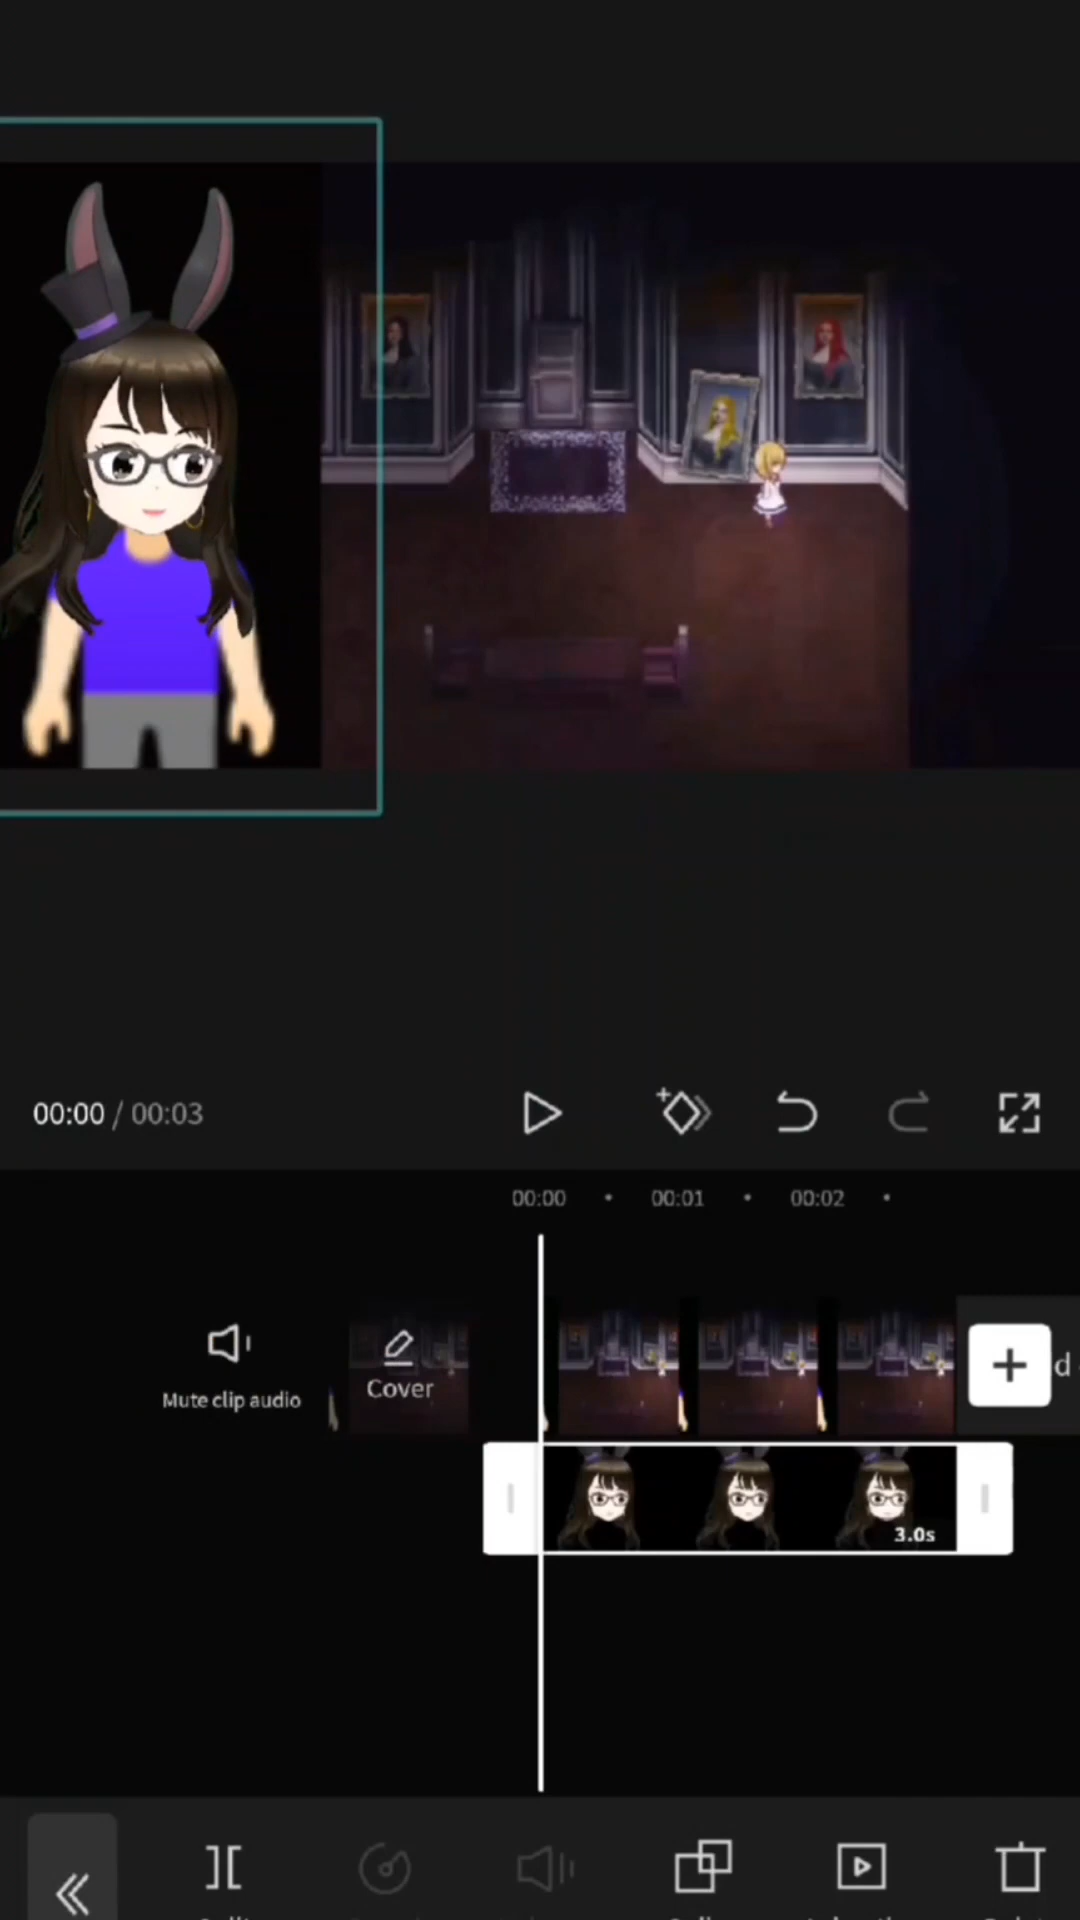 00:00 / 00:03
00:00 • 00:01 • 00:02 •
Mute clip audio
Cover
d
3.0s